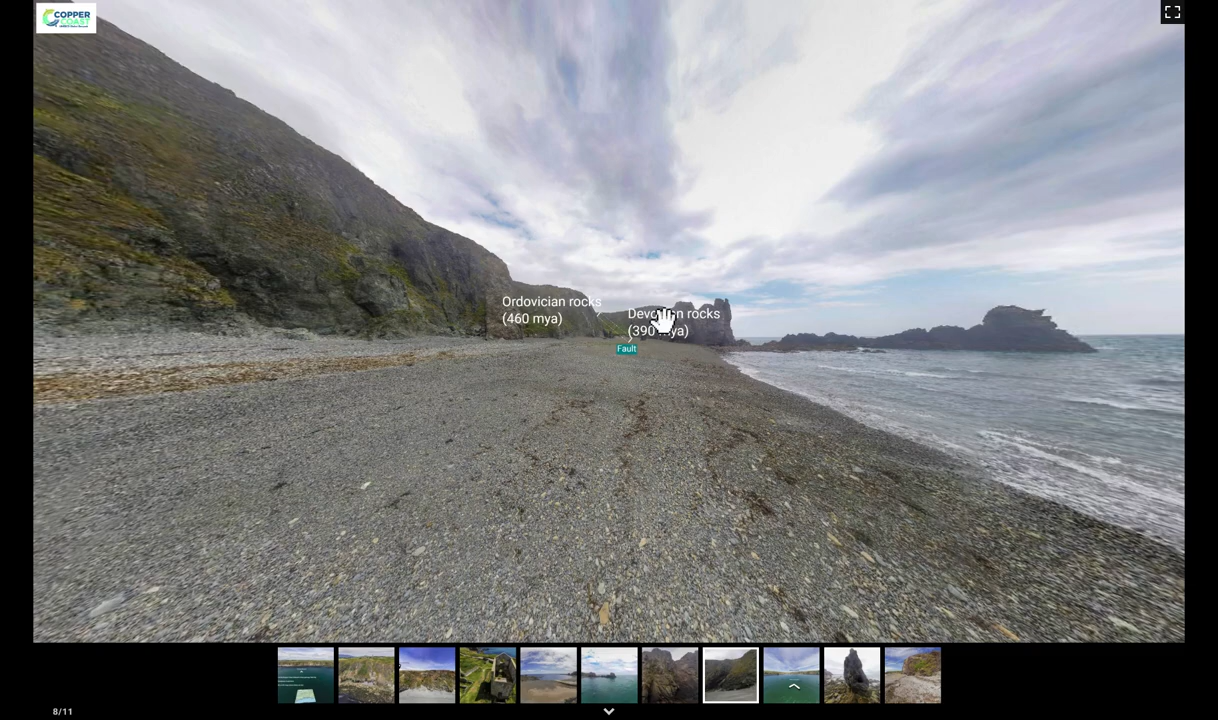 COPPER
COAST
Ordovician rocks
(460 mya)
Devonian rocks
(390 mya)
Fault
8/11